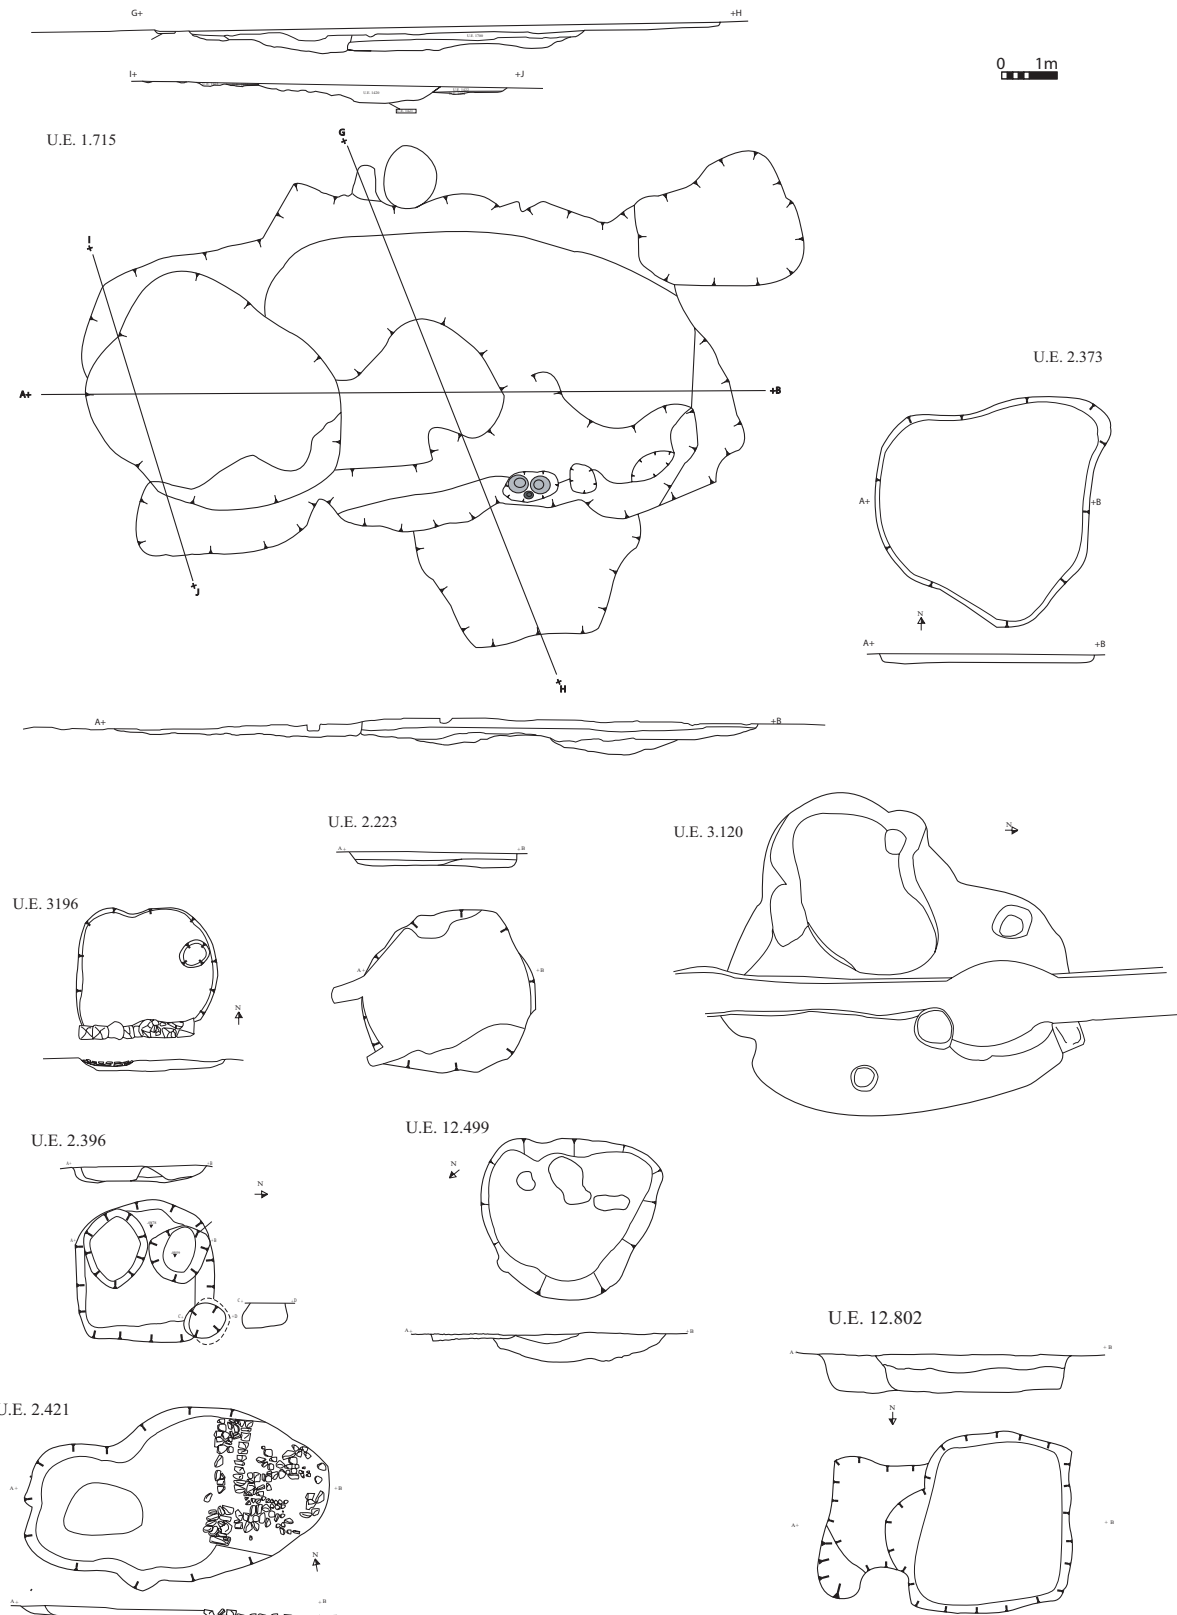 G+ +H
U.E. 1708
I+ +J
0 1m
U.E. 1.715
G
I
A+ +B
J
H
U.E. 2.373
A+ +B
N
A+ +B
A+ +B
U.E. 2.223
A+ +B
A+ +B
U.E. 3.120
N
U.E. 3196
N
U.E. 2.396
A+ +B
N
A+ +B
C+ +D
C+ +D
U.E. 12.499
N
A+ +B
U.E. 12.802
A +B
N
A+ +B
U.E. 2.421
A+ +B
N
A+ +B